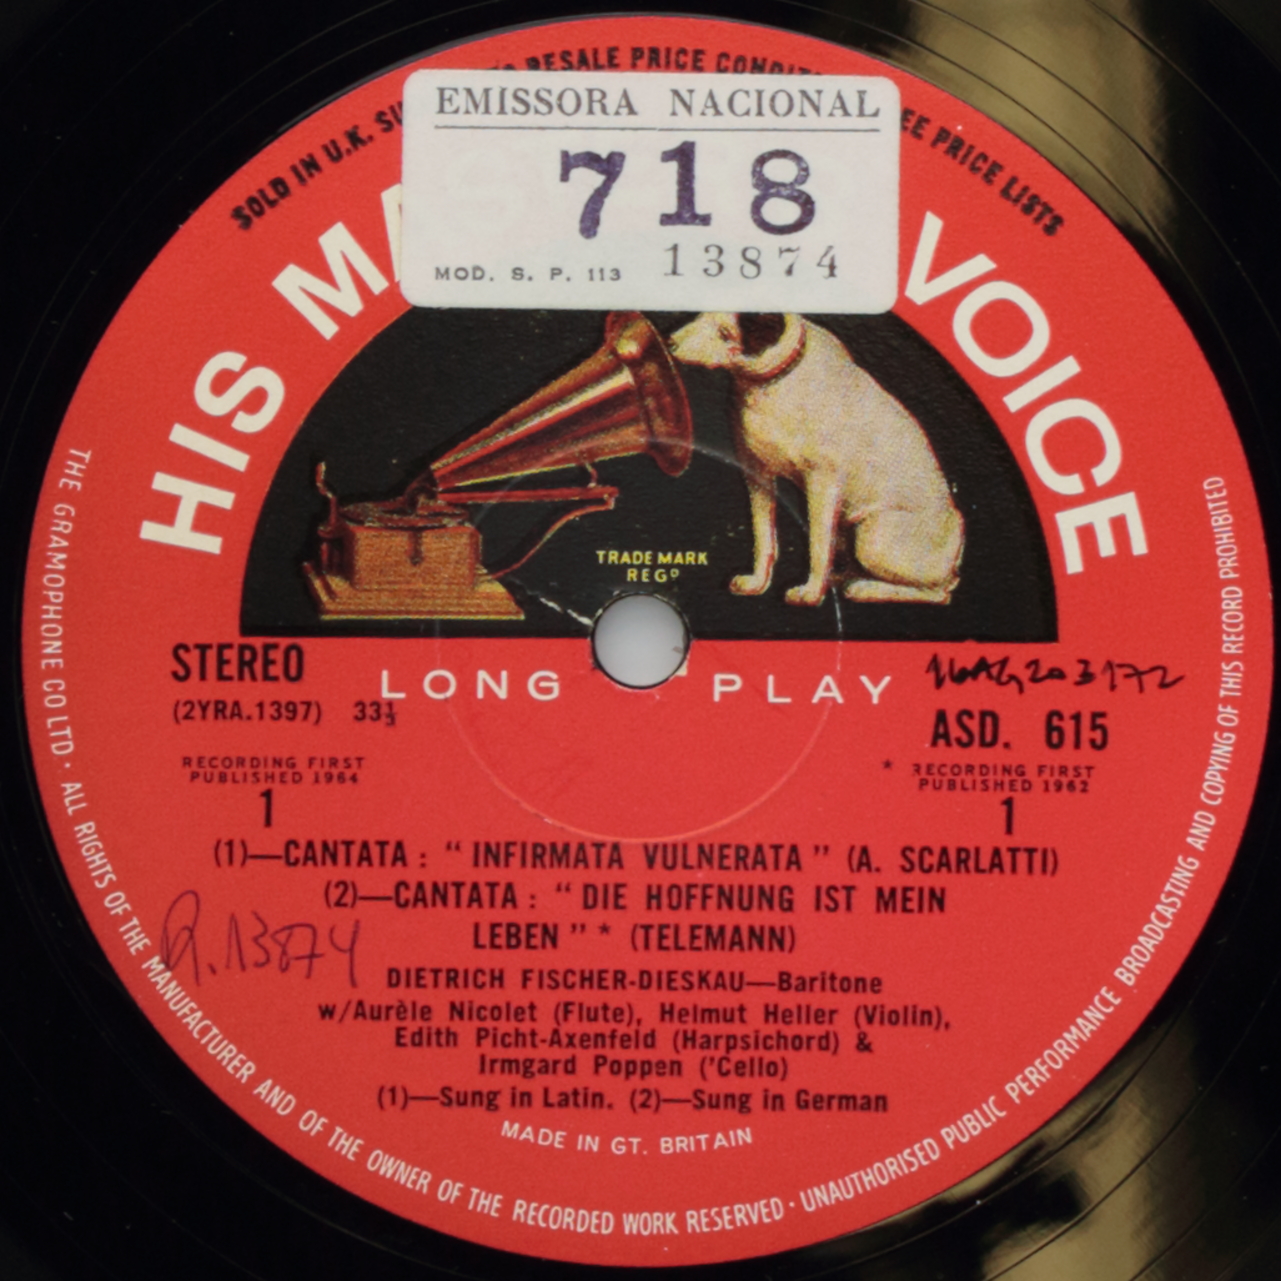 RESALE PRICE
SOLD IN U.K.
PRICE LISTS
EMISSORA NACIONAL
718
MOD. S. P. 113 13874
HIS VOICE
TRADE MARK
REGD
STEREO
LONG PLAY
(2YRA.1397) 33⅓
ASD. 615
RECORDING FIRST
PUBLISHED 1964
* RECORDING FIRST
PUBLISHED 1962
1
1
(1)—CANTATA : “ INFIRMATA VULNERATA ” (A. SCARLATTI)
(2)—CANTATA : “ DIE HOFFNUNG IST MEIN
LEBEN ” * (TELEMANN)
R.13874
DIETRICH FISCHER-DIESKAU—Baritone
w/Aurèle Nicolet (Flute), Helmut Heller (Violin),
Edith Picht-Axenfeld (Harpsichord) &
Irmgard Poppen ('Cello)
(1)—Sung in Latin. (2)—Sung in German
MADE IN GT. BRITAIN
THE GRAMOPHONE CO LTD · ALL RIGHTS OF THE MANUFACTURER AND OF THE OWNER OF THE RECORDED WORK RESERVED · UNAUTHORISED PUBLIC PERFORMANCE BROADCASTING AND COPYING OF THIS RECORD PROHIBITED